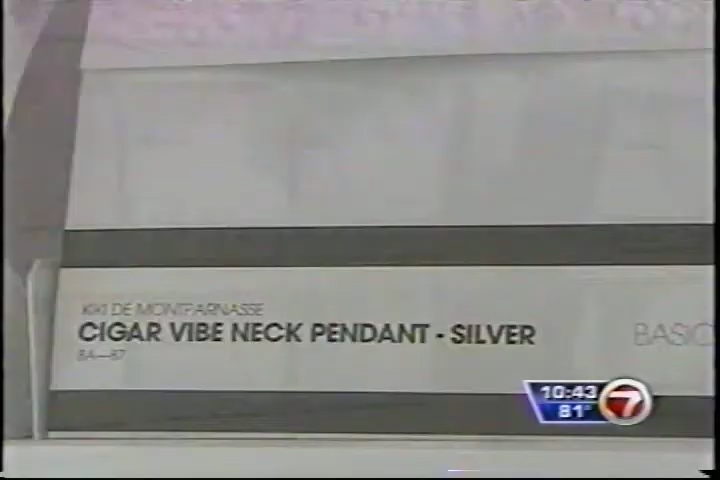 KIKI DE MONTPARNASSE
CIGAR VIBE NECK PENDANT - SILVER
BA—87
BASIC
10:43
81°
7